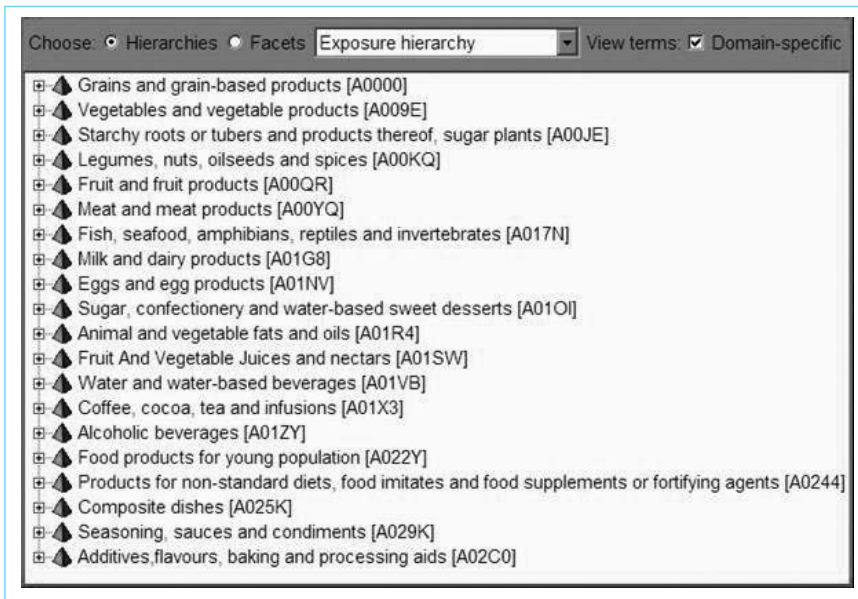 Choose: Hierarchies Facets Exposure hierarchy View terms: Domain-specific
Grains and grain-based products [A0000]
Vegetables and vegetable products [A009E]
Starchy roots or tubers and products thereof, sugar plants [A00JE]
Legumes, nuts, oilseeds and spices [A00KQ]
Fruit and fruit products [A00QR]
Meat and meat products [A00YQ]
Fish, seafood, amphibians, reptiles and invertebrates [A017N]
Milk and dairy products [A01G8]
Eggs and egg products [A01NV]
Sugar, confectionery and water-based sweet desserts [A01OI]
Animal and vegetable fats and oils [A01R4]
Fruit And Vegetable Juices and nectars [A01SW]
Water and water-based beverages [A01VB]
Coffee, cocoa, tea and infusions [A01X3]
Alcoholic beverages [A01ZY]
Food products for young population [A022Y]
Products for non-standard diets, food imitates and food supplements or fortifying agents [A0244]
Composite dishes [A025K]
Seasoning, sauces and condiments [A029K]
Additives,flavours, baking and processing aids [A02C0]